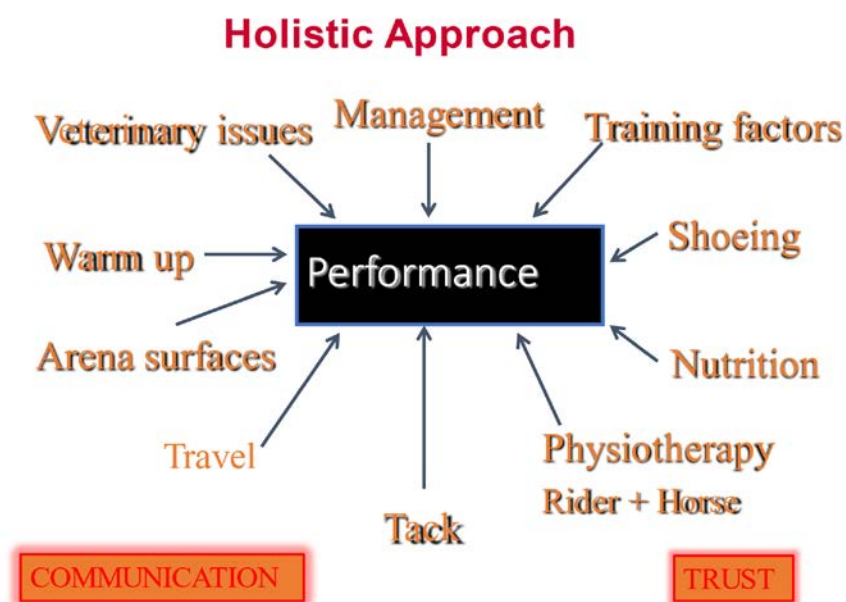 Holistic Approach
Veterinary issues
Management
Training factors
Warm up
Performance
Shoeing
Arena surfaces
Nutrition
Travel
Physiotherapy
Rider + Horse
Tack
COMMUNICATION
TRUST